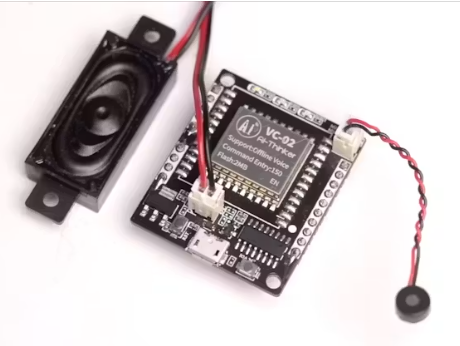 Ai
VC-02
Ai-Thinker
Support:Offline Voice
Command Entry:150
Flash:2MB
EN